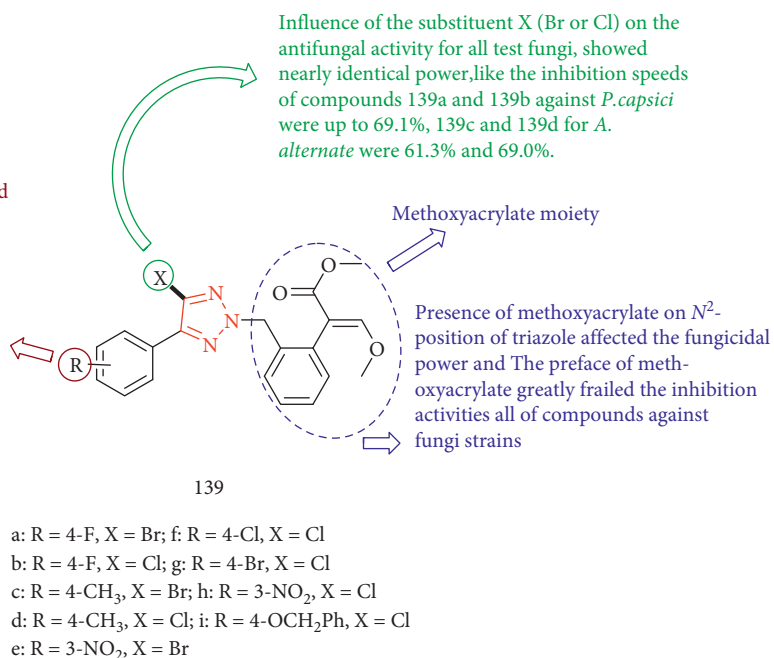 Influence of the substituent X (Br or Cl) on the
antifungal activity for all test fungi, showed
nearly identical power,like the inhibition speeds
of compounds 139a and 139b against P.capsici
were up to 69.1%, 139c and 139d for A.
alternate were 61.3% and 69.0%.
d
Methoxyacrylate moiety
X
N
N
N
R
O
O
O
Presence of methoxyacrylate on N²-
position of triazole affected the fungicidal
power and The preface of meth-
oxyacrylate greatly frailed the inhibition
activities all of compounds against
fungi strains
139
a: R = 4-F, X = Br; f: R = 4-Cl, X = Cl
b: R = 4-F, X = Cl; g: R = 4-Br, X = Cl
c: R = 4-CH₃, X = Br; h: R = 3-NO₂, X = Cl
d: R = 4-CH₃, X = Cl; i: R = 4-OCH₂Ph, X = Cl
e: R = 3-NO₂, X = Br